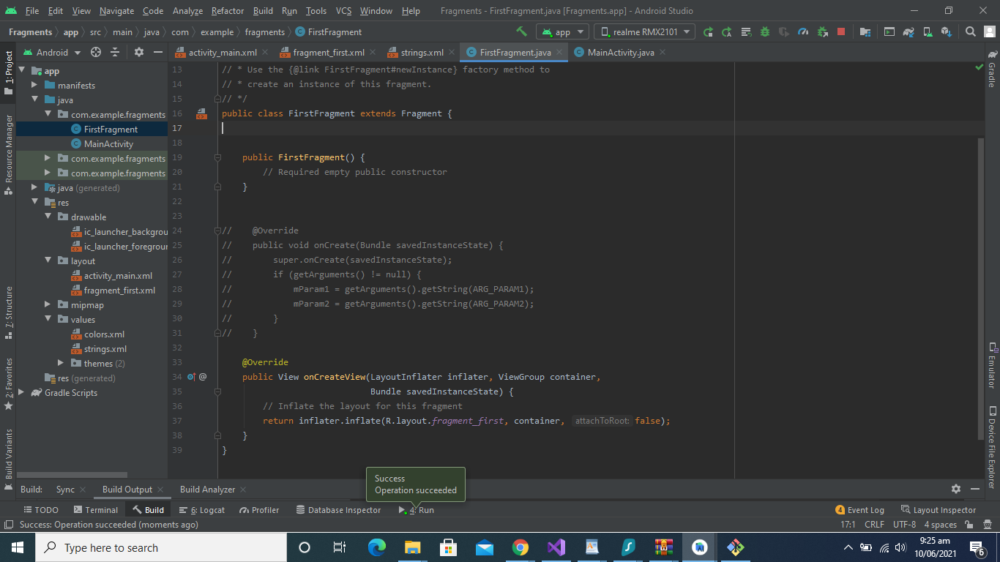 File Edit View Navigate Code Analyze Refactor Build Run Tools VCS Window Help Fragments - FirstFragment.java [Fragments.app] - Android Studio
Fragments app src main java com example fragments FirstFragment app realme RMX2101
1: Project
Resource Manager
7: Structure
2: Favorites
Build Variants
Android
app
manifests
java
com.example.fragments
FirstFragment
MainActivity
com.example.fragments
com.example.fragments
java (generated)
res
drawable
ic_launcher_backgrou
ic_launcher_foregroun
layout
activity_main.xml
fragment_first.xml
mipmap
values
colors.xml
strings.xml
themes (2)
res (generated)
Gradle Scripts
activity_main.xml fragment_first.xml strings.xml FirstFragment.java MainActivity.java
13 // * Use the {@link FirstFragment#newInstance} factory method to
14 // * create an instance of this fragment.
15 // */
16 public class FirstFragment extends Fragment {
17
18
19 public FirstFragment() {
20 // Required empty public constructor
21 }
22
23
24 // @Override
25 // public void onCreate(Bundle savedInstanceState) {
26 // super.onCreate(savedInstanceState);
27 // if (getArguments() != null) {
28 // mParam1 = getArguments().getString(ARG_PARAM1);
29 // mParam2 = getArguments().getString(ARG_PARAM2);
30 // }
31 // }
32
33 @Override
34 public View onCreateView(LayoutInflater inflater, ViewGroup container,
35 Bundle savedInstanceState) {
36 // Inflate the layout for this fragment
37 return inflater.inflate(R.layout.fragment_first, container, attachToRoot: false);
38 }
39 }
Gradle
Emulator
Device File Explorer
Success
Operation succeeded
Build: Sync Build Output Build Analyzer
TODO Terminal Build 6: Logcat Profiler Database Inspector 4: Run 4 Event Log Layout Inspector
Success: Operation succeeded (moments ago) 17:1 CRLF UTF-8 4 spaces
Type here to search
9:25 am
10/06/2021
6